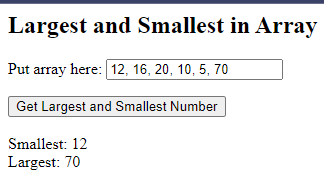 Largest and Smallest in Array
Put array here: 12, 16, 20, 10, 5, 70
Get Largest and Smallest Number
Smallest: 12
Largest: 70